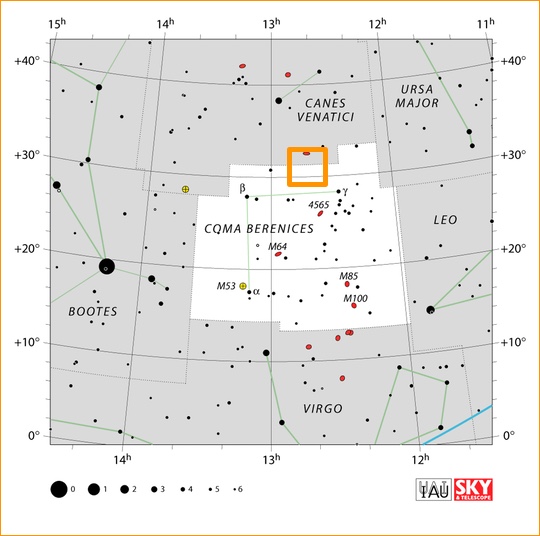 15h 14h 13h 12h 11h
+40° +40°
URSA
MAJOR
CANES
VENATICI
+30° +30°
β γ
4565
LEO
COMA BERENICES
M64
+20° +20°
M85
M53 α
M100
BOOTES
+10° +10°
VIRGO
0° 0°
14h 13h 12h
0 1 2 3 4 5 6
IAU
SKY
& TELESCOPE